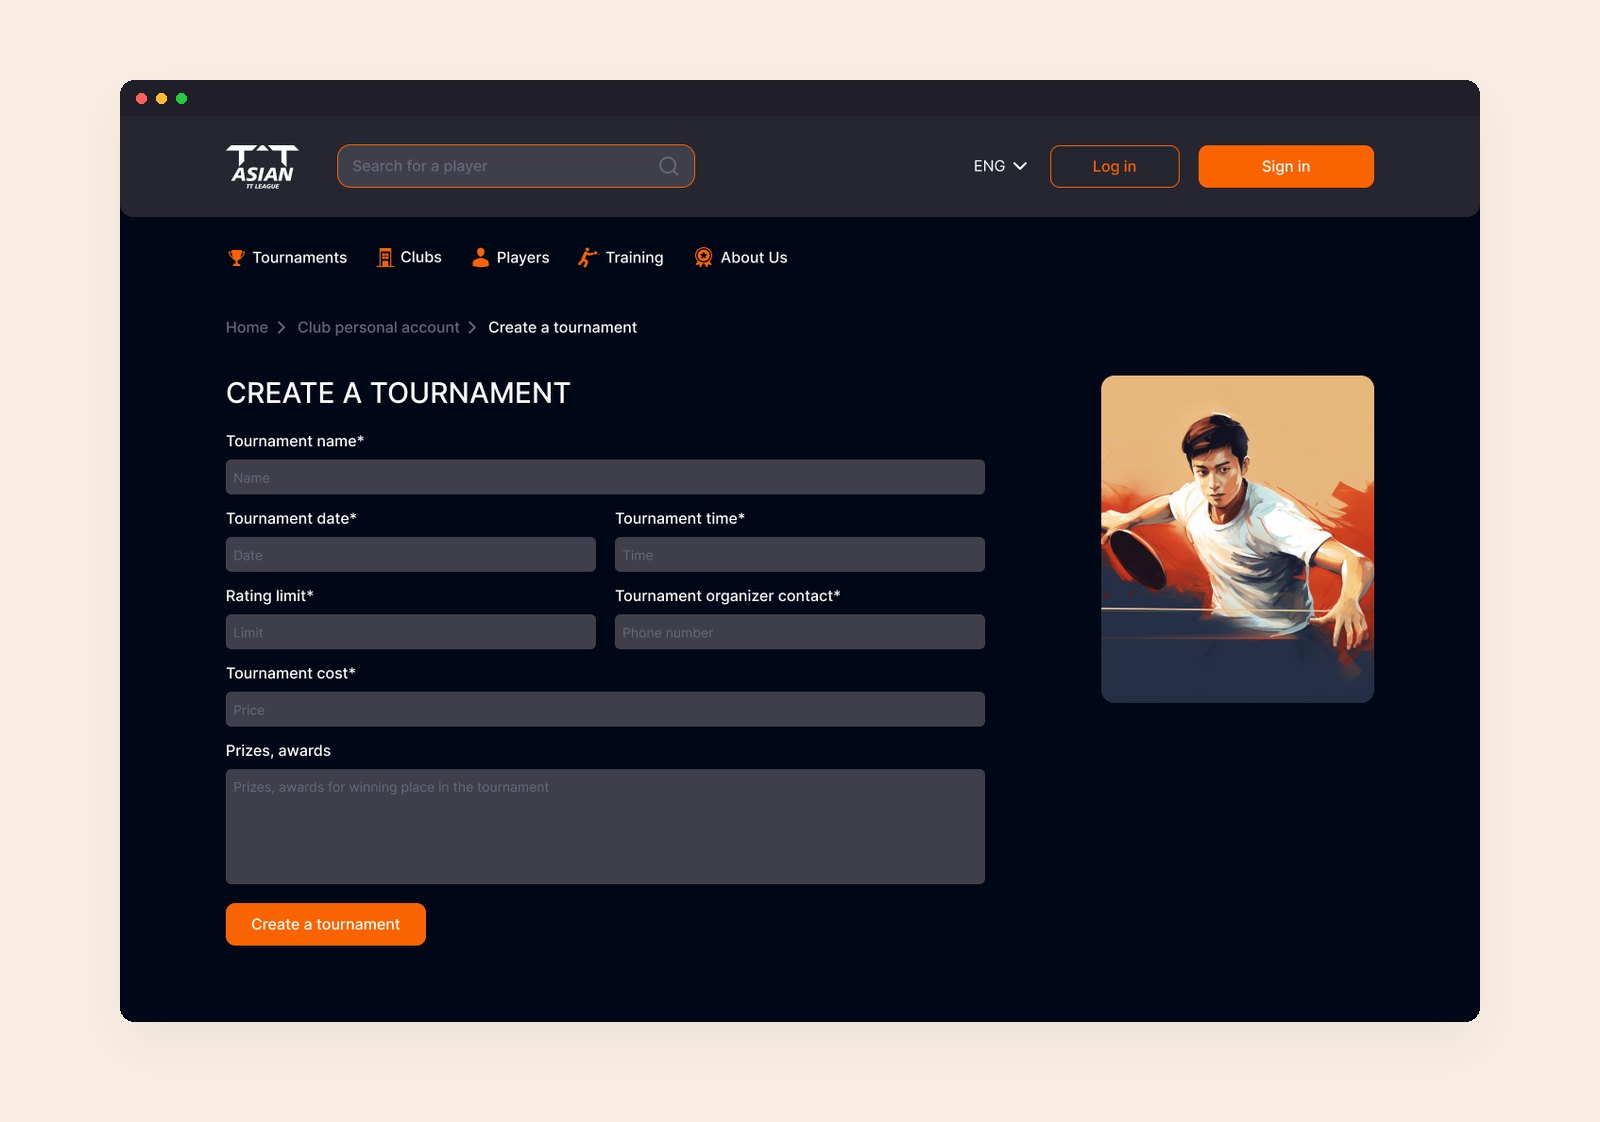 TT
ASIAN
TT LEAGUE
Search for a player
ENG
Log in
Sign in
Tournaments
Clubs
Players
Training
About Us
Home > Club personal account > Create a tournament
CREATE A TOURNAMENT
Tournament name*
Name
Tournament date*
Tournament time*
Date
Time
Rating limit*
Tournament organizer contact*
Limit
Phone number
Tournament cost*
Price
Prizes, awards
Prizes, awards for winning place in the tournament
Create a tournament